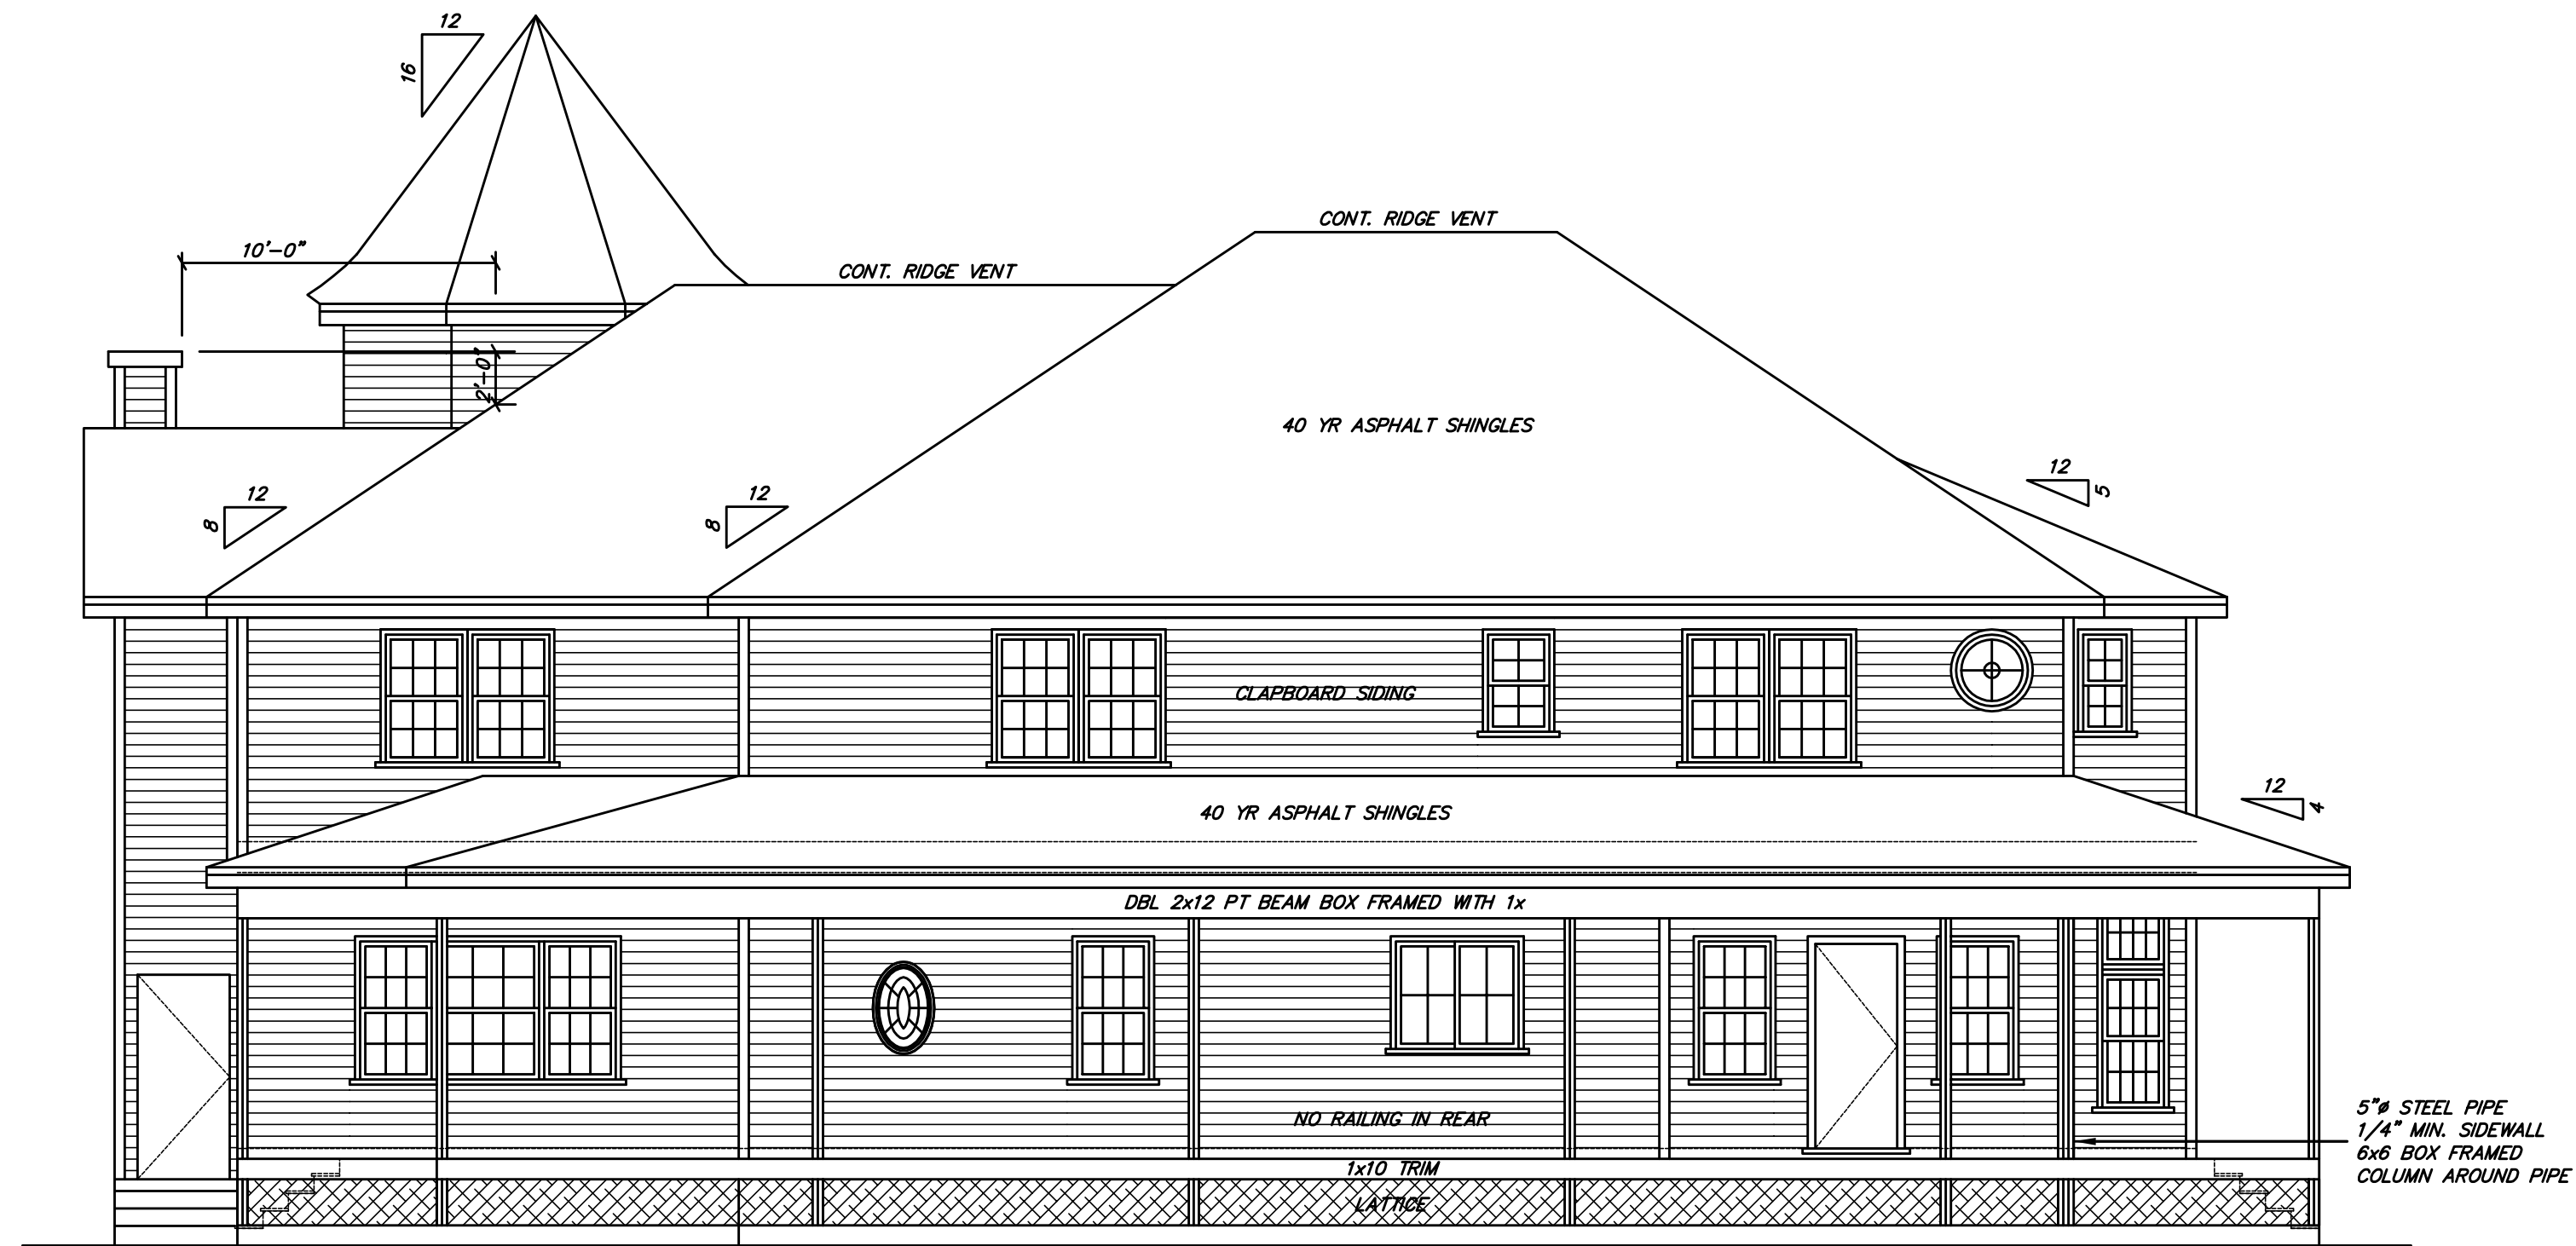 12
16
10'-0"
CONT. RIDGE VENT
CONT. RIDGE VENT
2'-0"
40 YR ASPHALT SHINGLES
12
8
12
8
12
5
CLAPBOARD SIDING
12
4
40 YR ASPHALT SHINGLES
DBL 2x12 PT BEAM BOX FRAMED WITH 1x
NO RAILING IN REAR
5"ø STEEL PIPE
1/4" MIN. SIDEWALL
6x6 BOX FRAMED
COLUMN AROUND PIPE
1x10 TRIM
LATTICE